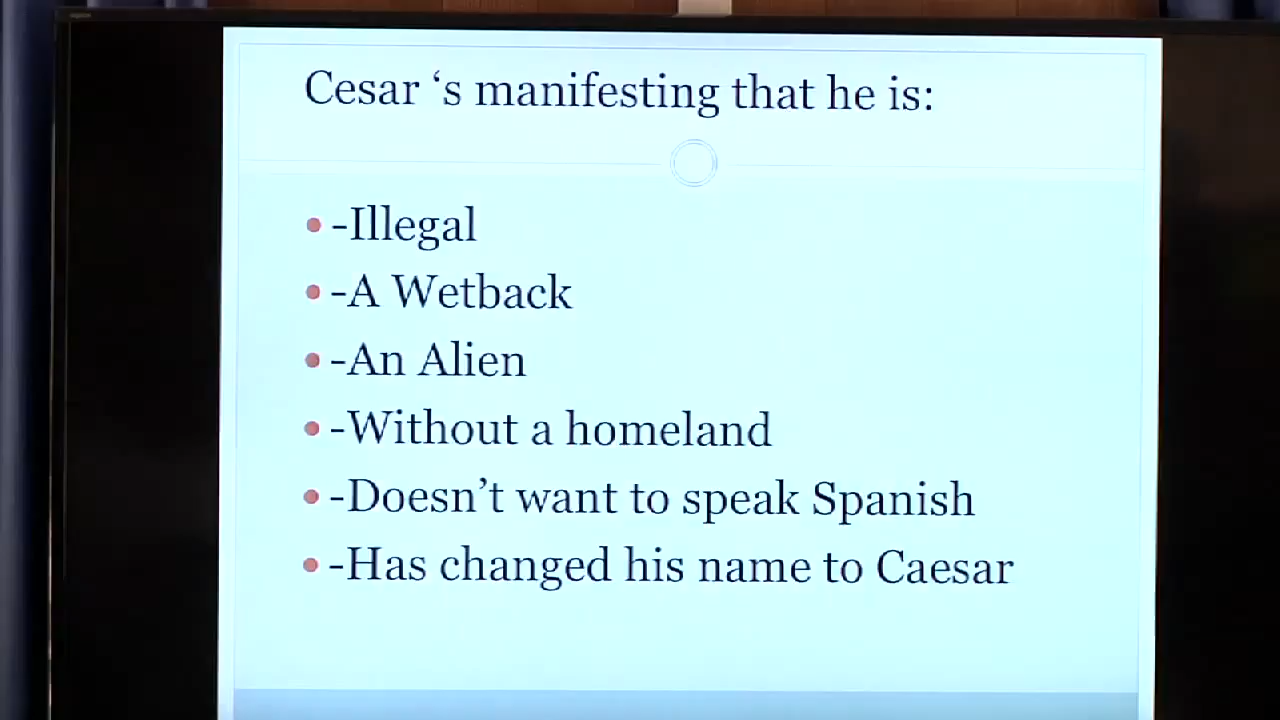 Cesar ‘s manifesting that he is:
• -Illegal
• -A Wetback
• -An Alien
• -Without a homeland
• -Doesn’t want to speak Spanish
• -Has changed his name to Caesar